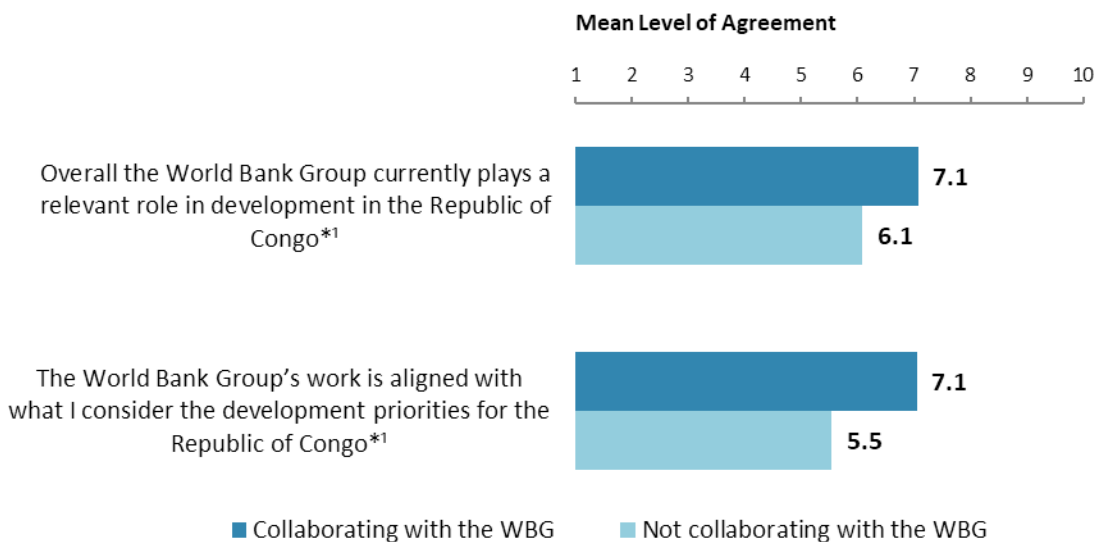 Mean Level of Agreement
1 2 3 4 5 6 7 8 9 10
Overall the World Bank Group currently plays a
relevant role in development in the Republic of
Congo*¹
7.1
6.1
The World Bank Group’s work is aligned with
what I consider the development priorities for the
Republic of Congo*¹
7.1
5.5
Collaborating with the WBG Not collaborating with the WBG